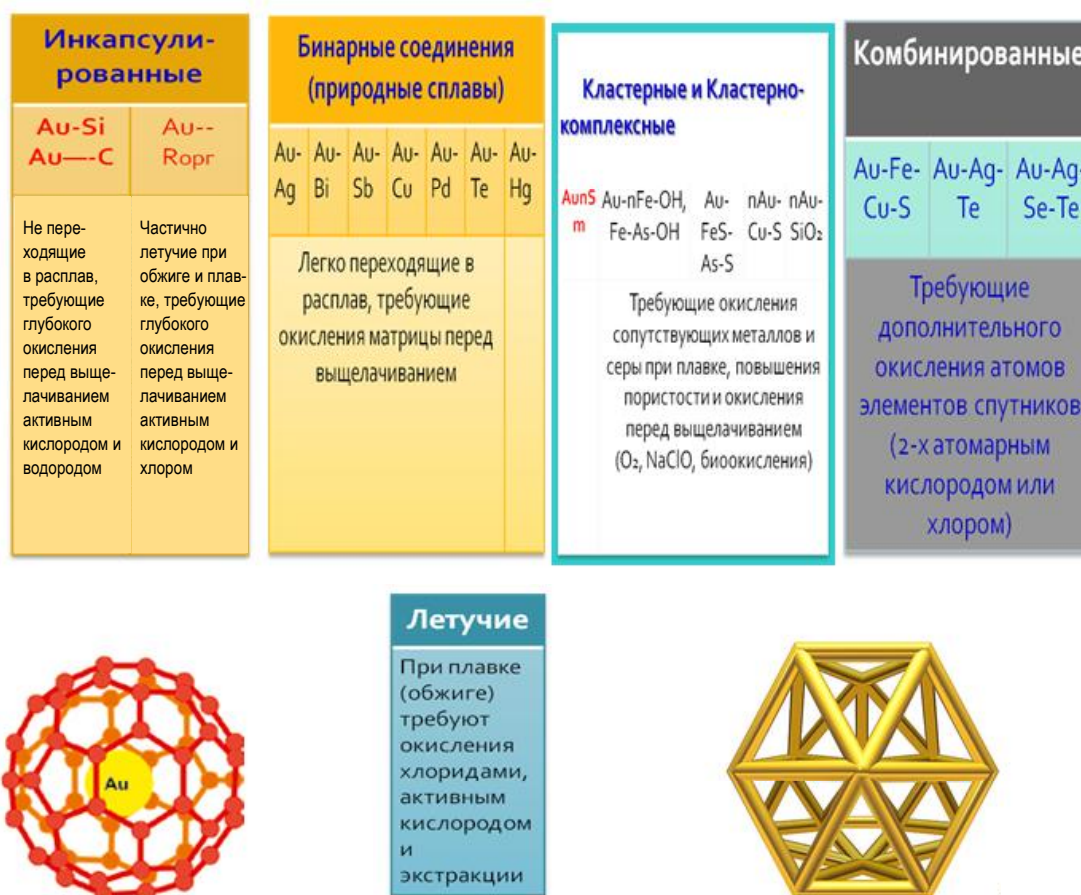 Инкапсули-
рованные
Au-Si
Au—-C
Au--
Rорг
Не пере-
ходящие
в расплав,
требующие
глубокого
окисления
перед выще-
лачиванием
активным
кислородом и
водородом
Частично
летучие при
обжиге и плав-
ке, требующие
глубокого
окисления
перед выще-
лачиванием
активным
кислородом и
хлором
Бинарные соединения
(природные сплавы)
Au-
Ag
Au-
Bi
Au-
Sb
Au-
Cu
Au-
Pd
Au-
Te
Au-
Hg
Легко переходящие в
расплав, требующие
окисления матрицы перед
выщелачиванием
Кластерные и Кластерно-
комплексные
AunS
m
Au-nFe-OH,
Fe-As-OH
Au-
FeS-
As-S
nAu-
Cu-S
nAu-
SiO₂
Требующие окисления
сопутствующих металлов и
серы при плавке, повышения
пористости и окисления
перед выщелачиванием
(O₂, NaClO, биоокисления)
Комбинированные
Au-Fe-
Cu-S
Au-Ag-
Te
Au-Ag-
Se-Te
Требующие
дополнительного
окисления атомов
элементов спутников
(2-х атомарным
кислородом или
хлором)
Au
Летучие
При плавке
(обжиге)
требуют
окисления
хлоридами,
активным
кислородом
и
экстракции